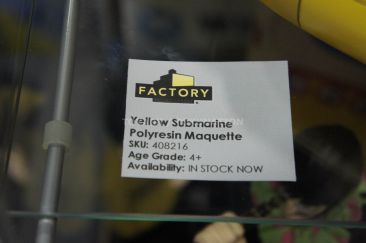 FACTORY
Yellow Submarine
Polyresin Maquette
SKU: 408216
Age Grade: 4+
Availability: IN STOCK NOW